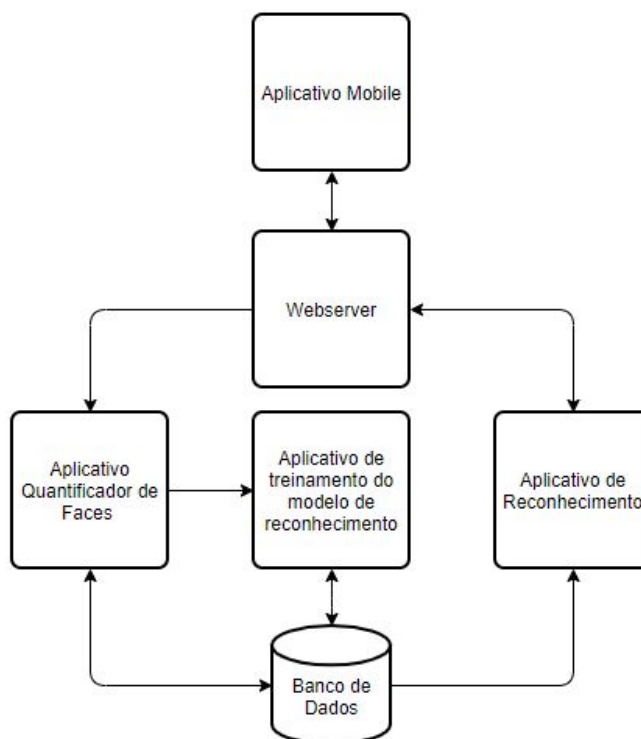 Aplicativo Mobile
Webserver
Aplicativo
Quantificador de
Faces
Aplicativo de
treinamento do
modelo de
reconhecimento
Aplicativo de
Reconhecimento
Banco de
Dados